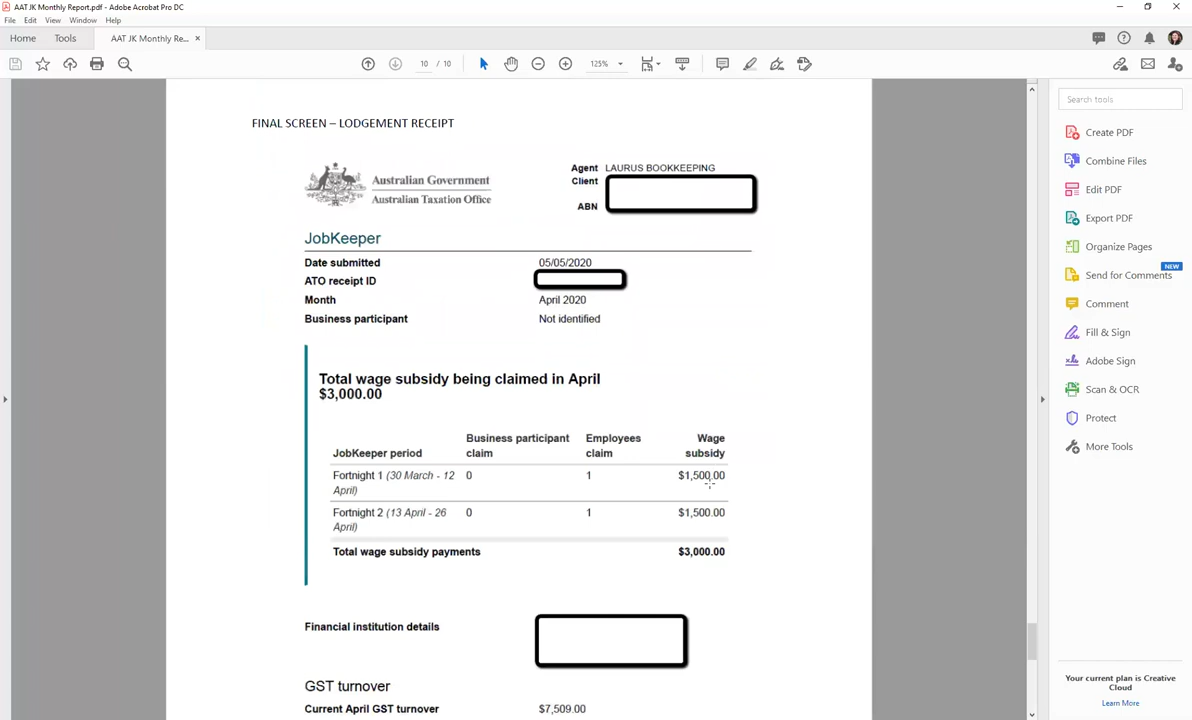 AAT JK Monthly Report.pdf - Adobe Acrobat Pro DC
File Edit View Window Help
Home Tools AAT JK Monthly Re... ×
10 / 10 125%
Search tools
Create PDF
Combine Files
Edit PDF
Export PDF
Organize Pages
NEW
Send for Comments
Comment
Fill & Sign
Adobe Sign
Scan & OCR
Protect
More Tools
Your current plan is Creative
Cloud
Learn More
FINAL SCREEN – LODGEMENT RECEIPT
Australian Government
Australian Taxation Office
Agent LAURUS BOOKKEEPING
Client
ABN
JobKeeper
Date submitted 05/05/2020
ATO receipt ID
Month April 2020
Business participant Not identified
Total wage subsidy being claimed in April
$3,000.00
Business participant Employees Wage
JobKeeper period claim claim subsidy
Fortnight 1 (30 March - 12 0 1 $1,500.00
April)
Fortnight 2 (13 April - 26 0 1 $1,500.00
April)
Total wage subsidy payments $3,000.00
Financial institution details
GST turnover
Current April GST turnover $7,509.00